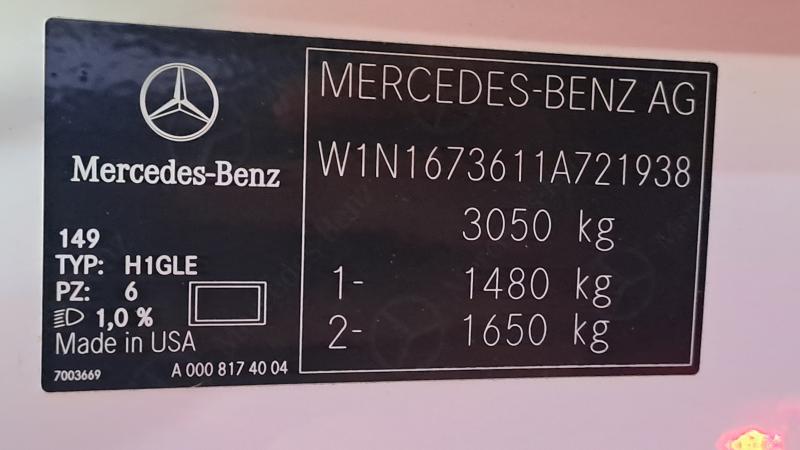 Mercedes-Benz
149
TYP: H1GLE
PZ: 6
1,0 %
Made in USA
7003669
A 000 817 40 04
MERCEDES-BENZ AG
W1N1673611A721938
3050 kg
1- 1480 kg
2- 1650 kg